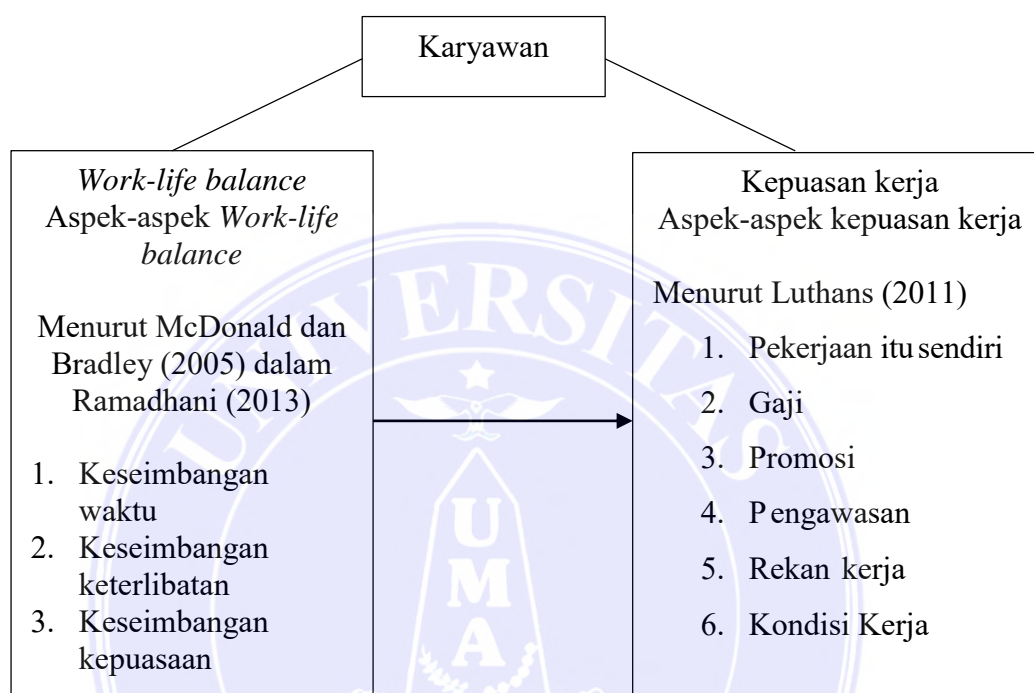 Karyawan
Work-life balance
Aspek-aspek Work-life
balance
Menurut McDonald dan
Bradley (2005) dalam
Ramadhani (2013)
1. Keseimbangan
waktu
2. Keseimbangan
keterlibatan
3. Keseimbangan
kepuasaan
Kepuasan kerja
Aspek-aspek kepuasan kerja
Menurut Luthans (2011)
1. Pekerjaan itu sendiri
2. Gaji
3. Promosi
4. Pengawasan
5. Rekan kerja
6. Kondisi Kerja
UNIVERSITAS
U
M
A